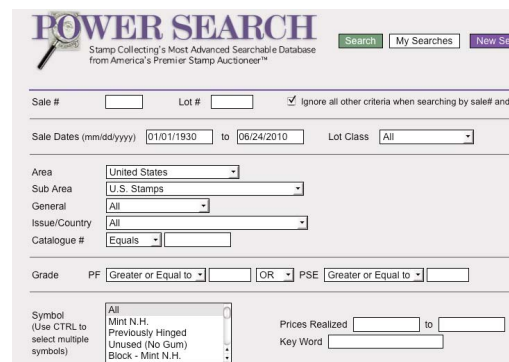 POWER SEARCH
Stamp Collecting's Most Advanced Searchable Database
from America's Premier Stamp Auctioneer™
Search My Searches New Se
Sale # Lot # Ignore all other criteria when searching by sale# and
Sale Dates (mm/dd/yyyy) 01/01/1930 to 06/24/2010 Lot Class All
Area United States
Sub Area U.S. Stamps
General All
Issue/Country All
Catalogue # Equals
Grade PF Greater or Equal to OR PSE Greater or Equal to
Symbol
(Use CTRL to
select multiple
symbols)
All
Mint N.H.
Previously Hinged
Unused (No Gum)
Block - Mint N.H.
Prices Realized to
Key Word